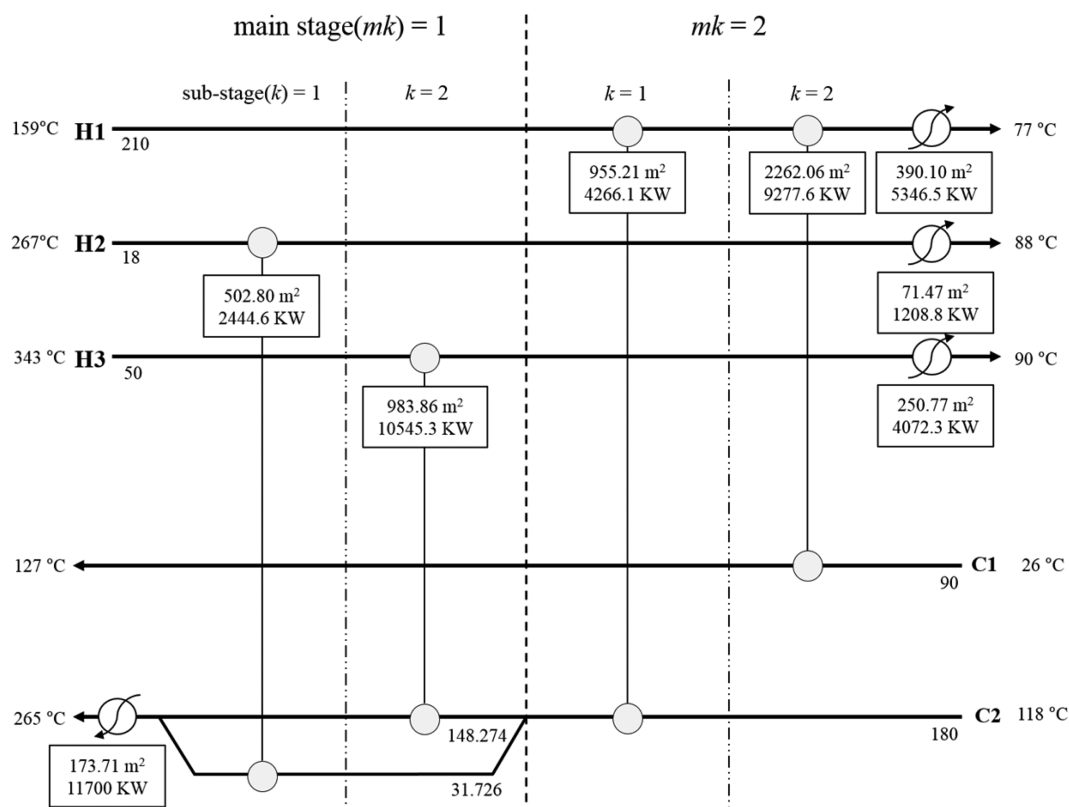 main stage(mk) = 1
mk = 2
sub-stage(k) = 1
k = 2
k = 1
k = 2
159°C H1
210
77 °C
955.21 m²
4266.1 KW
2262.06 m²
9277.6 KW
390.10 m²
5346.5 KW
267°C H2
18
88 °C
502.80 m²
2444.6 KW
71.47 m²
1208.8 KW
343 °C H3
50
90 °C
983.86 m²
10545.3 KW
250.77 m²
4072.3 KW
127 °C
C1 26 °C
90
265 °C
C2 118 °C
148.274
180
173.71 m²
11700 KW
31.726